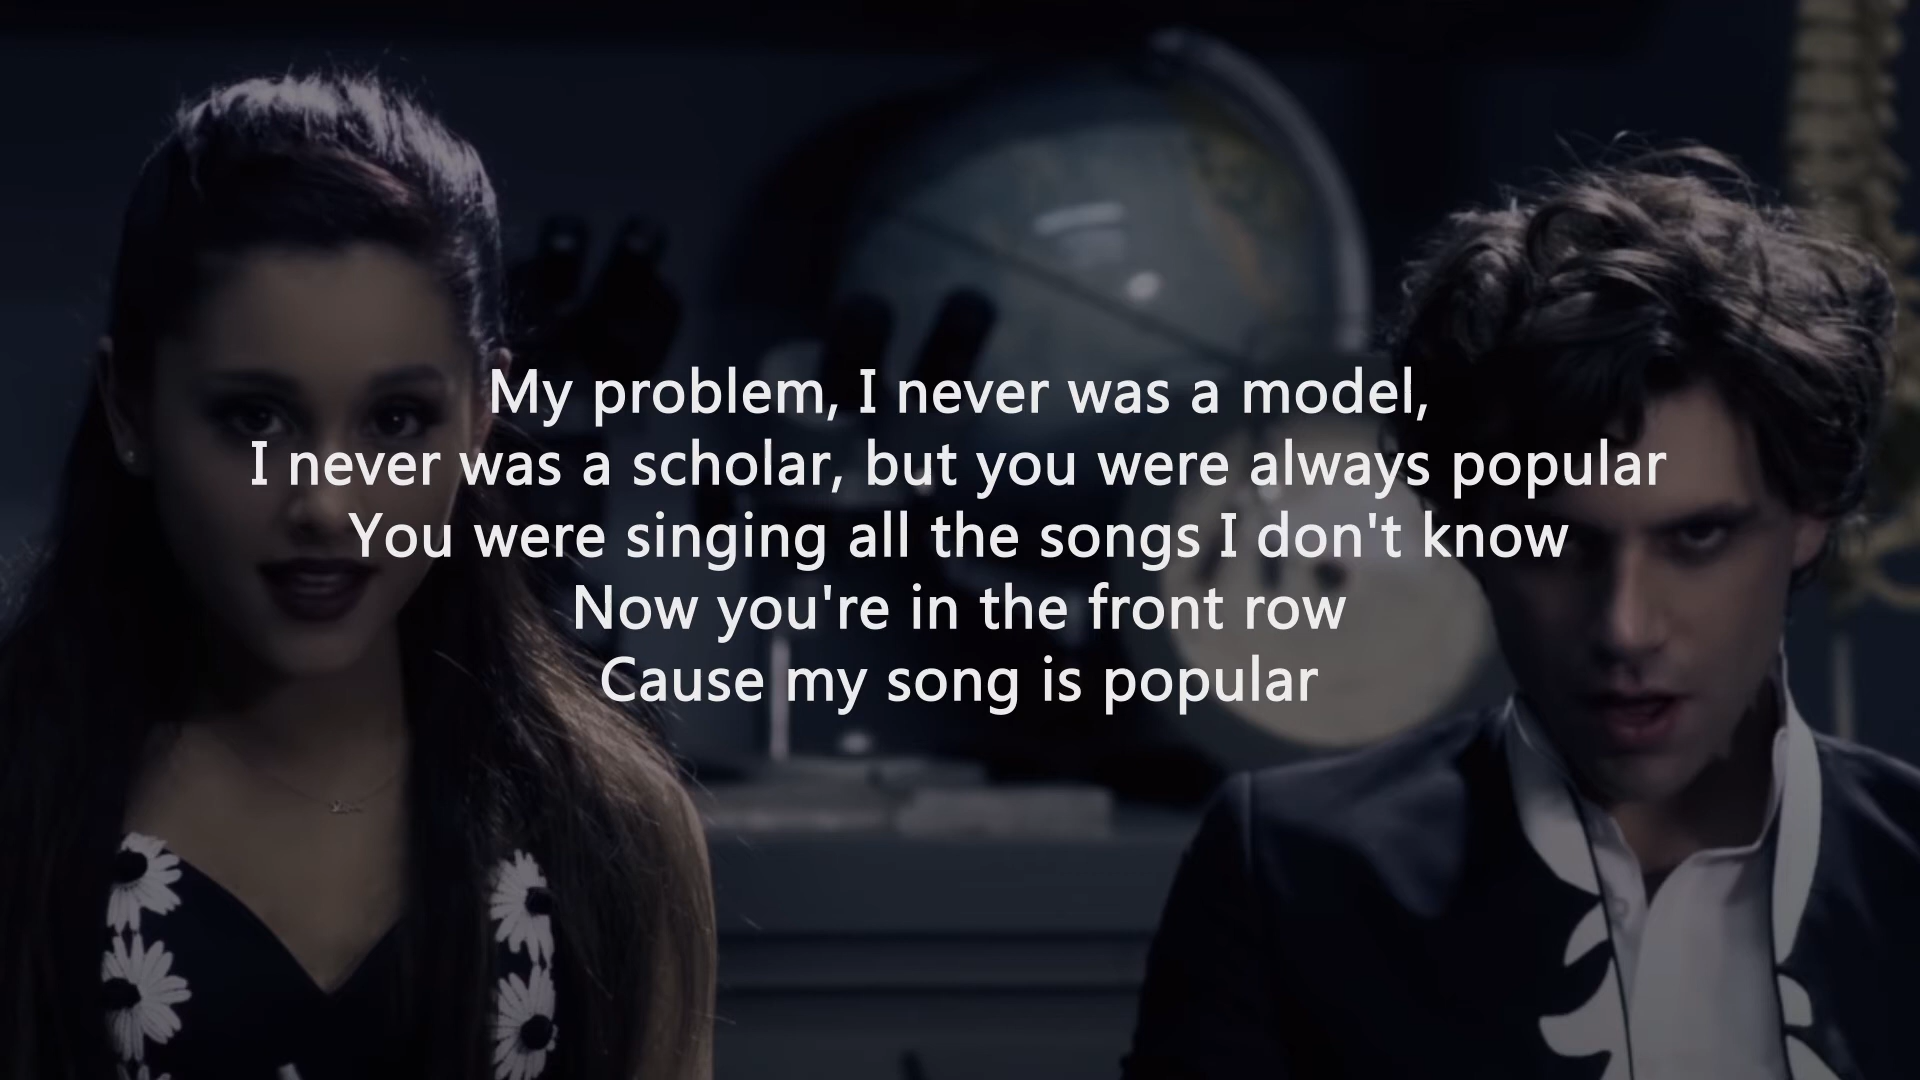 My problem, I never was a model,
I never was a scholar, but you were always popular
You were singing all the songs I don't know
Now you're in the front row
Cause my song is popular